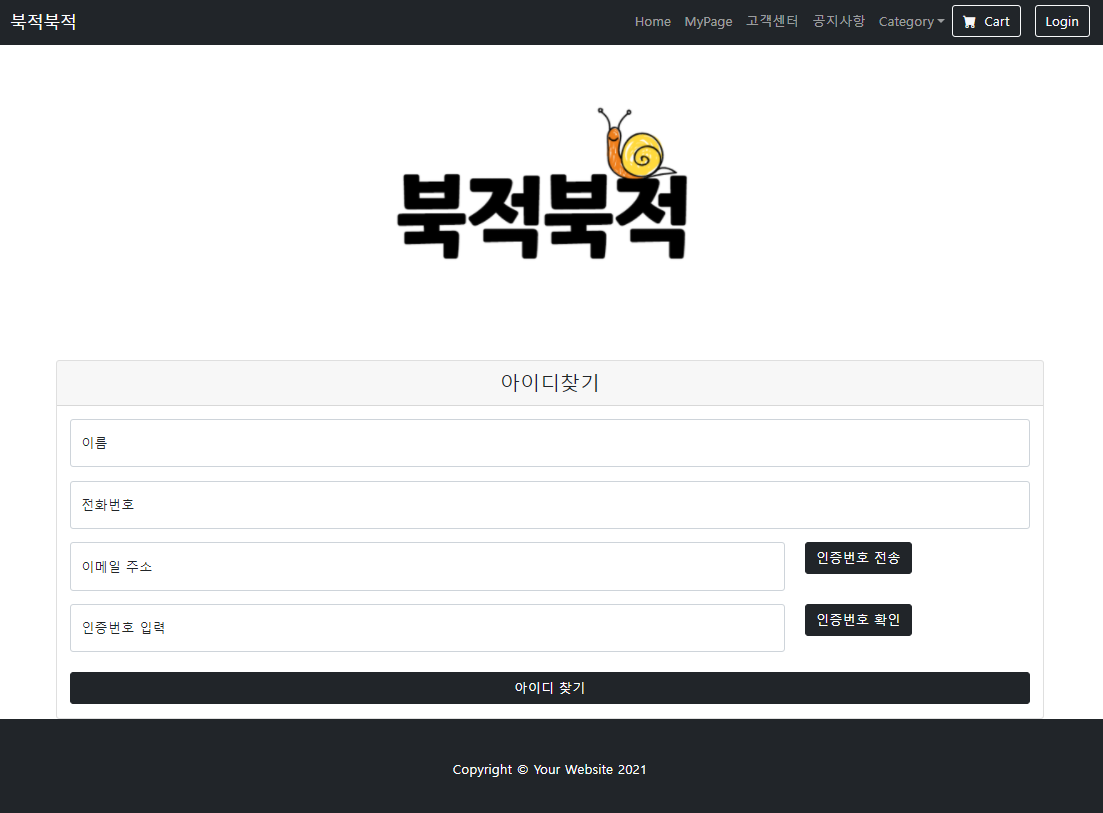 북적북적 Home MyPage 고객센터 공지사항 Category Cart Login
북적북적
아이디찾기
이름
전화번호
이메일 주소 인증번호 전송
인증번호 입력 인증번호 확인
아이디 찾기
Copyright © Your Website 2021